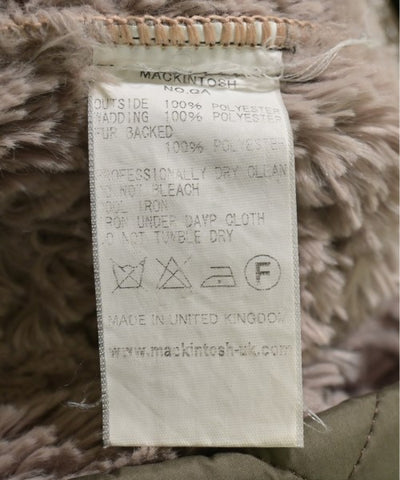 MACKINTOSH
NO.QA
OUTSIDE 100% POLYESTER
WADDING 100% POLYESTER
FUR BACKED
100% POLYESTER
PROFESSIONALLY DRY CLEAN
DO NOT BLEACH
COOL IRON
IRON UNDER DAMP CLOTH
DO NOT TUMBLE DRY
F
MADE IN UNITED KINGDOM
www.mackintosh-uk.com